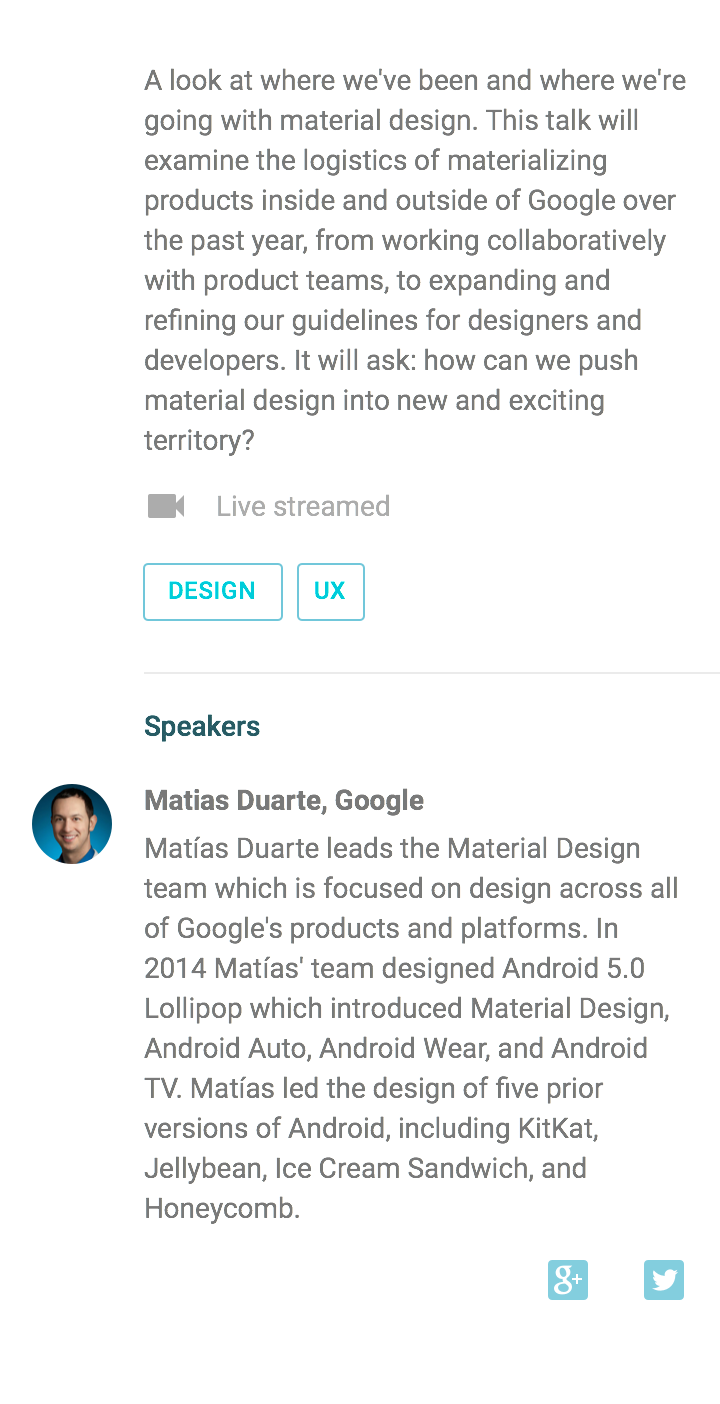 A look at where we've been and where we're
going with material design. This talk will
examine the logistics of materializing
products inside and outside of Google over
the past year, from working collaboratively
with product teams, to expanding and
refining our guidelines for designers and
developers. It will ask: how can we push
material design into new and exciting
territory?
Live streamed
DESIGN UX
Speakers
Matias Duarte, Google
Matías Duarte leads the Material Design
team which is focused on design across all
of Google's products and platforms. In
2014 Matías' team designed Android 5.0
Lollipop which introduced Material Design,
Android Auto, Android Wear, and Android
TV. Matías led the design of five prior
versions of Android, including KitKat,
Jellybean, Ice Cream Sandwich, and
Honeycomb.
g+